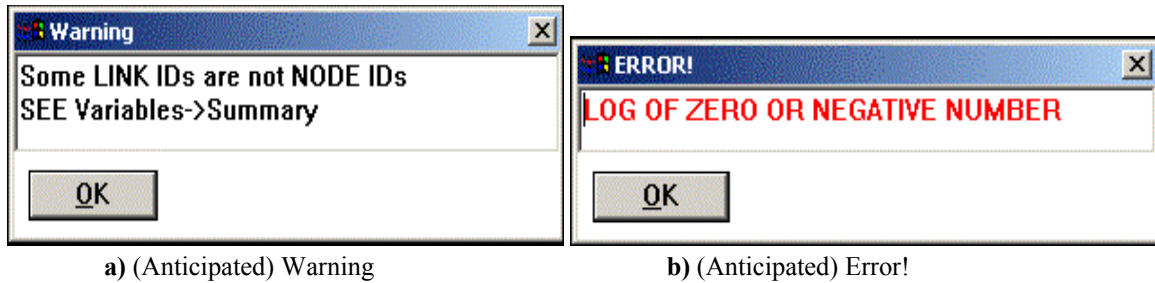 Warning
Some LINK IDs are not NODE IDs
SEE Variables->Summary
OK
a) (Anticipated) Warning
ERROR!
LOG OF ZERO OR NEGATIVE NUMBER
OK
b) (Anticipated) Error!